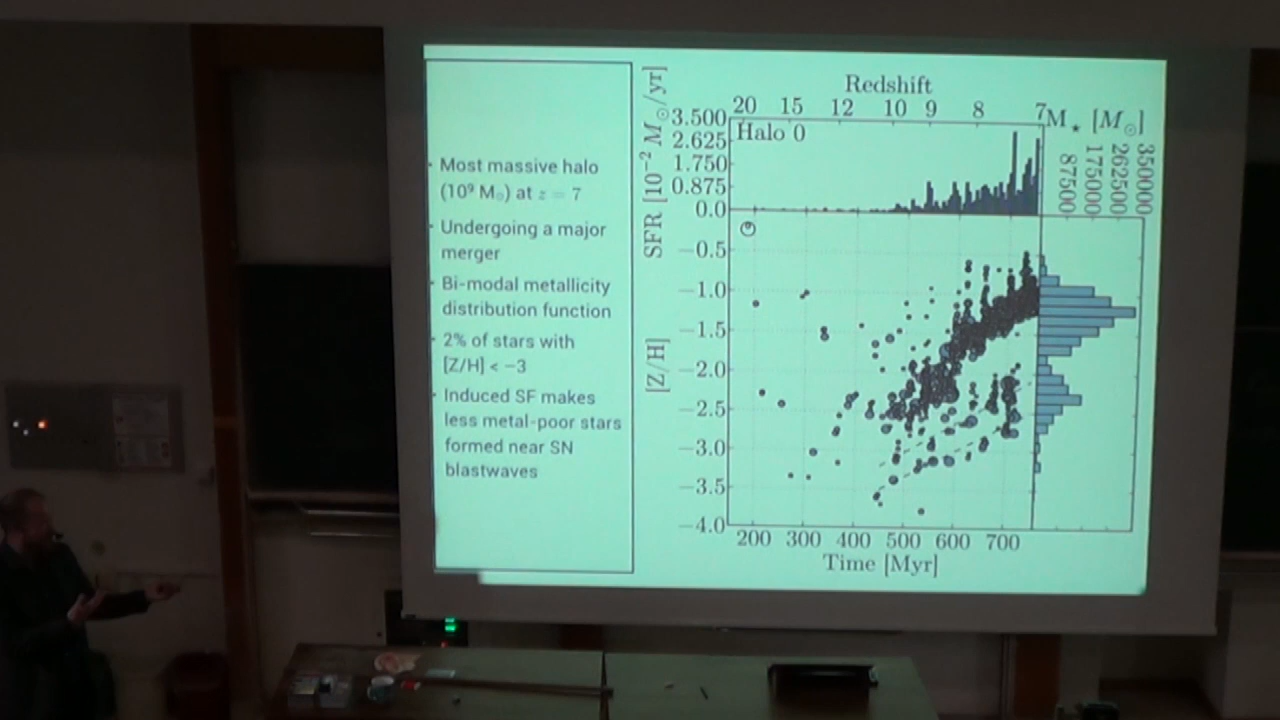 Most massive halo
(10⁹ M☉) at z = 7
Undergoing a major
merger
Bi-modal metallicity
distribution function
2% of stars with
[Z/H] < −3
Induced SF makes
less metal-poor stars
formed near SN
blastwaves
Redshift
20 15 12 10 9 8 7
M⋆ [M☉]
87500
175000
262500
350000
Halo 0
SFR [10⁻² M☉/yr]
3.500
2.625
1.750
0.875
0.0
[Z/H]
−0.5
−1.0
−1.5
−2.0
−2.5
−3.0
−3.5
−4.0
200 300 400 500 600 700
Time [Myr]